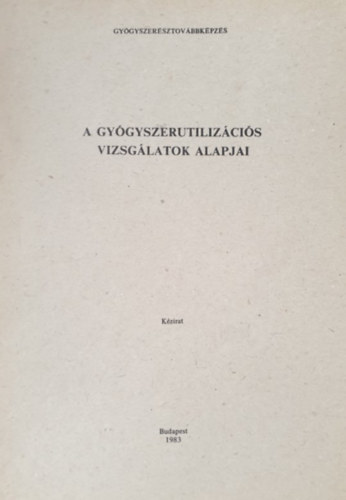 GYÓGYSZERÉSZTOVÁBBKÉPZÉS
A GYÓGYSZERUTILIZÁCIÓS
VIZSGÁLATOK ALAPJAI
Kézirat
Budapest
1983